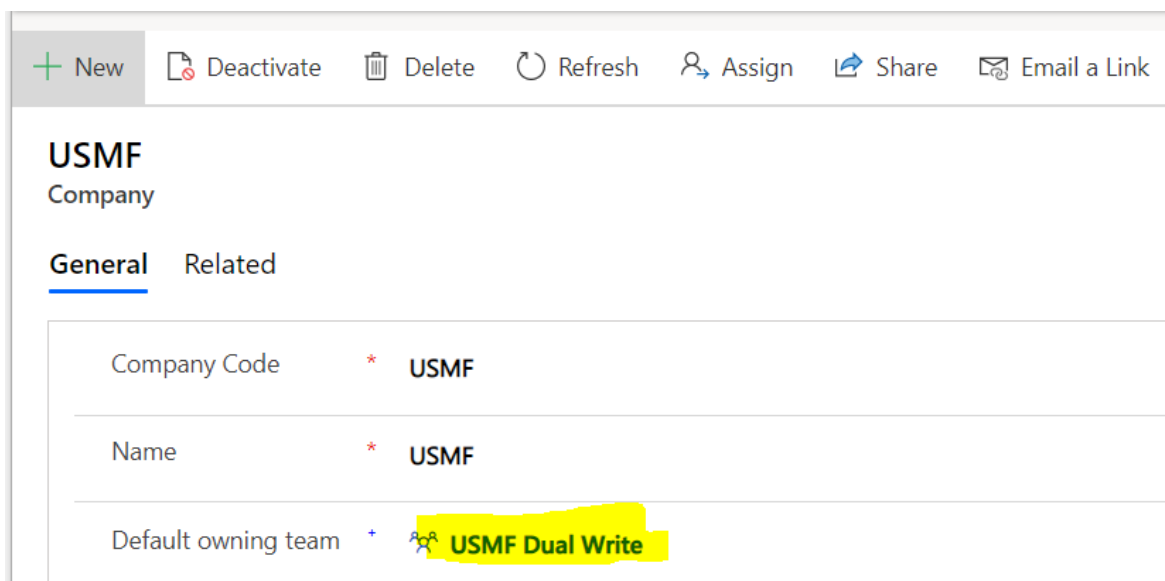 New Deactivate Delete Refresh Assign Share Email a Link
USMF
Company
General Related
Company Code * USMF
Name * USMF
Default owning team + USMF Dual Write